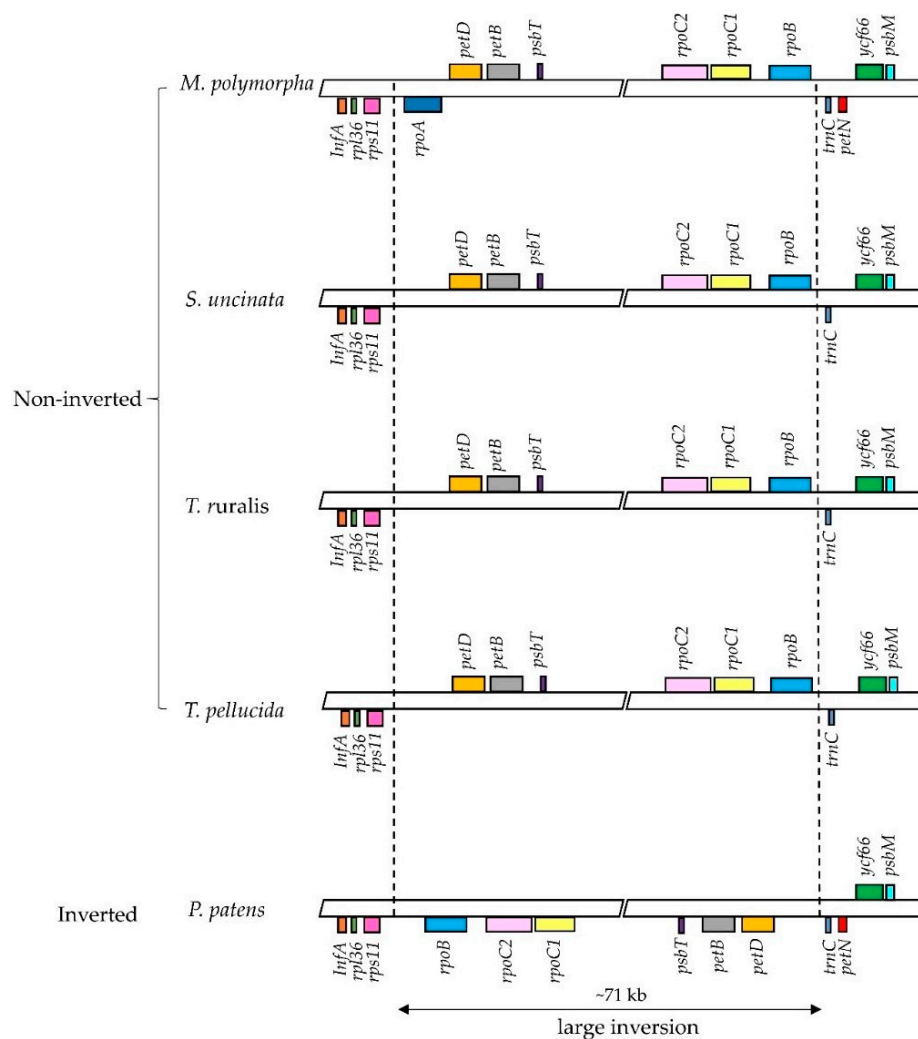 petD petB psbT rpoC2 rpoC1 rpoB ycf66 psbM
M. polymorpha
InfA rpl36 rps11 rpoA trnC petN
petD petB psbT rpoC2 rpoC1 rpoB ycf66 psbM
S. uncinata
InfA rpl36 rps11 trnC
Non-inverted
petD petB psbT rpoC2 rpoC1 rpoB ycf66 psbM
T. ruralis
InfA rpl36 rps11 trnC
petD petB psbT rpoC2 rpoC1 rpoB ycf66 psbM
T. pellucida
InfA rpl36 rps11 trnC
ycf66 psbM
Inverted P. patens
InfA rpl36 rps11 rpoB rpoC2 rpoC1 psbT petB petD trnC petN
~71 kb
large inversion